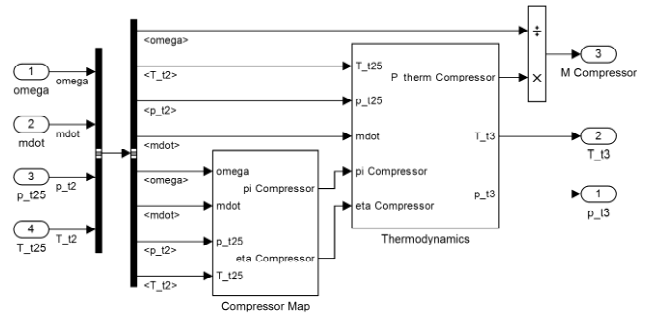 <omega>
÷
×
3
M Compressor
1
omega
omega
<T_t2>
T_t25
P therm Compressor
<p_t2>
p_t25
2
mdot
mdot
<mdot>
mdot
T_t3
2
T_t3
3
p_t25
p_t2
<omega>
omega
pi Compressor
pi Compressor
<mdot>
mdot
eta Compressor
p_t3
1
p_t3
4
T_t25
T_t2
<p_t2>
p_t25
eta Compressor
Thermodynamics
<T_t2>
T_t25
Compressor Map